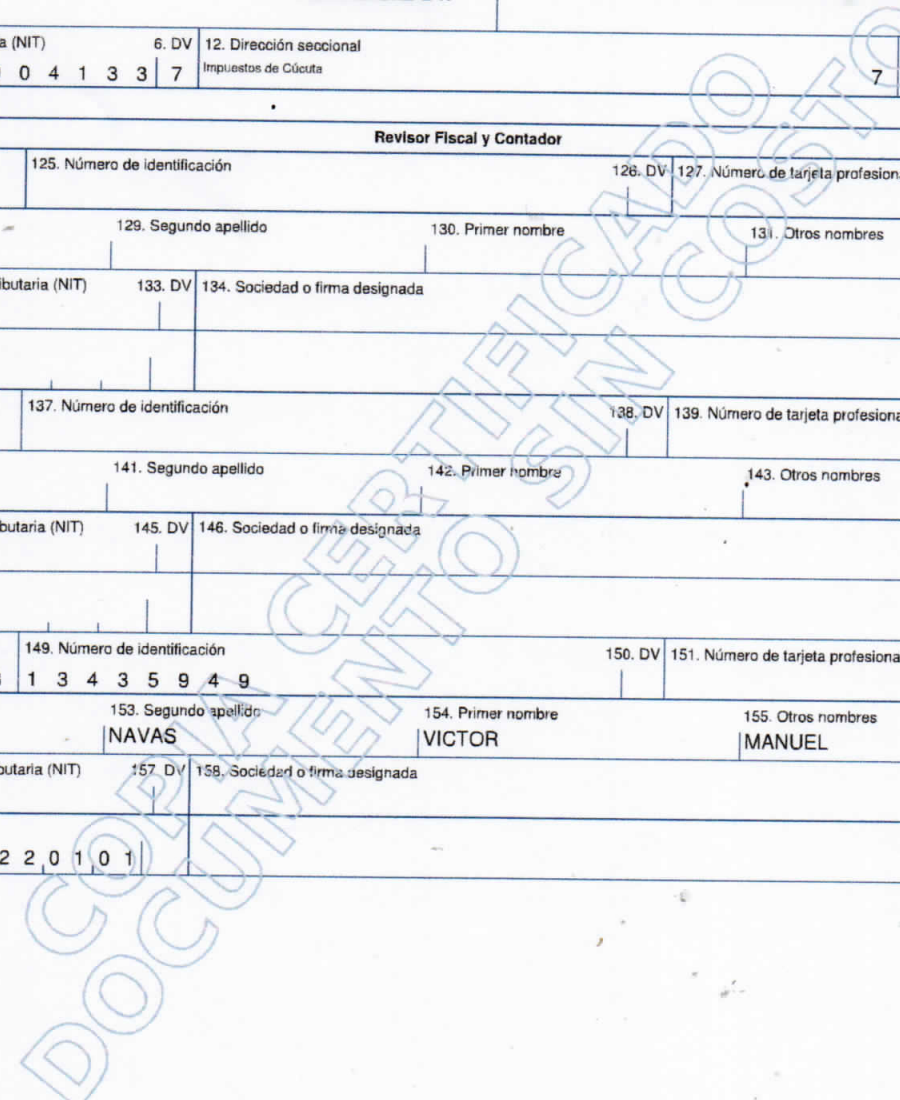 a (NIT) 6. DV 12. Dirección seccional
0 4 1 3 3 7 Impuestos de Cúcuta 7
Revisor Fiscal y Contador
125. Número de identificación 126. DV 127. Número de tarjeta profesion
129. Segundo apellido 130. Primer nombre 131. Otros nombres
ibutaria (NIT) 133. DV 134. Sociedad o firma designada
137. Número de identificación 138. DV 139. Número de tarjeta profesiona
141. Segundo apellido 142. Primer nombre 143. Otros nombres
butaria (NIT) 145. DV 146. Sociedad o firma designada
149. Número de identificación 150. DV 151. Número de tarjeta profesiona
1 3 4 3 5 9 4 9
153. Segundo apellido 154. Primer nombre 155. Otros nombres
NAVAS VICTOR MANUEL
butaria (NIT) 157. DV 158. Sociedad o firma designada
2 2 0 1 0 1
COPIA CERTIFICADO
DOCUMENTO SIN COSTO